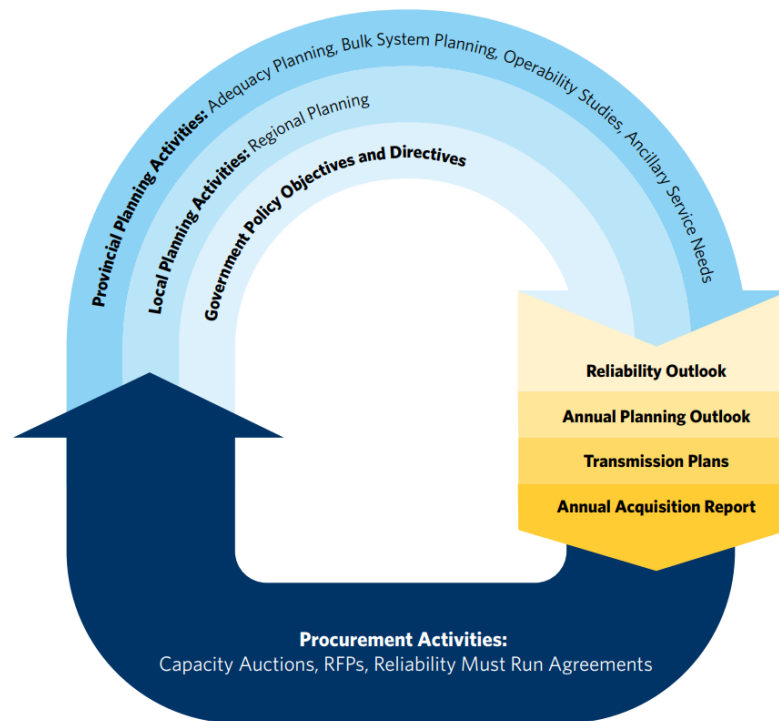 Provincial Planning Activities: Adequacy Planning, Bulk System Planning, Operability Studies, Ancillary Service Needs
Local Planning Activities: Regional Planning
Government Policy Objectives and Directives
Reliability Outlook
Annual Planning Outlook
Transmission Plans
Annual Acquisition Report
Procurement Activities:
Capacity Auctions, RFPs, Reliability Must Run Agreements